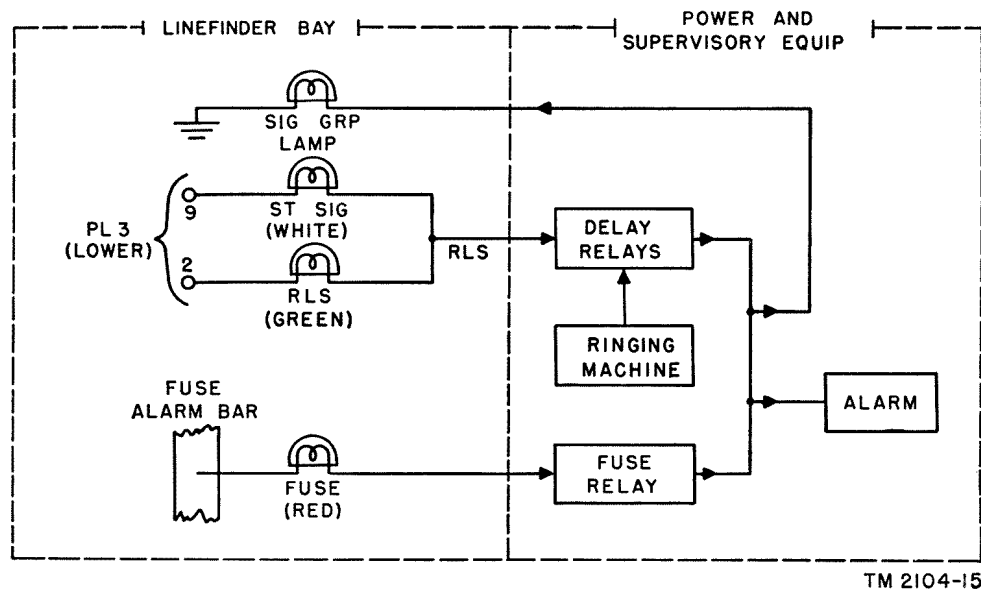 LINEFINDER BAY
POWER AND
SUPERVISORY EQUIP
SIG GRP
LAMP
PL 3
(LOWER)
9
ST SIG
(WHITE)
2
RLS
(GREEN)
RLS
DELAY
RELAYS
RINGING
MACHINE
ALARM
FUSE
ALARM BAR
FUSE
(RED)
FUSE
RELAY
TM 2104-15